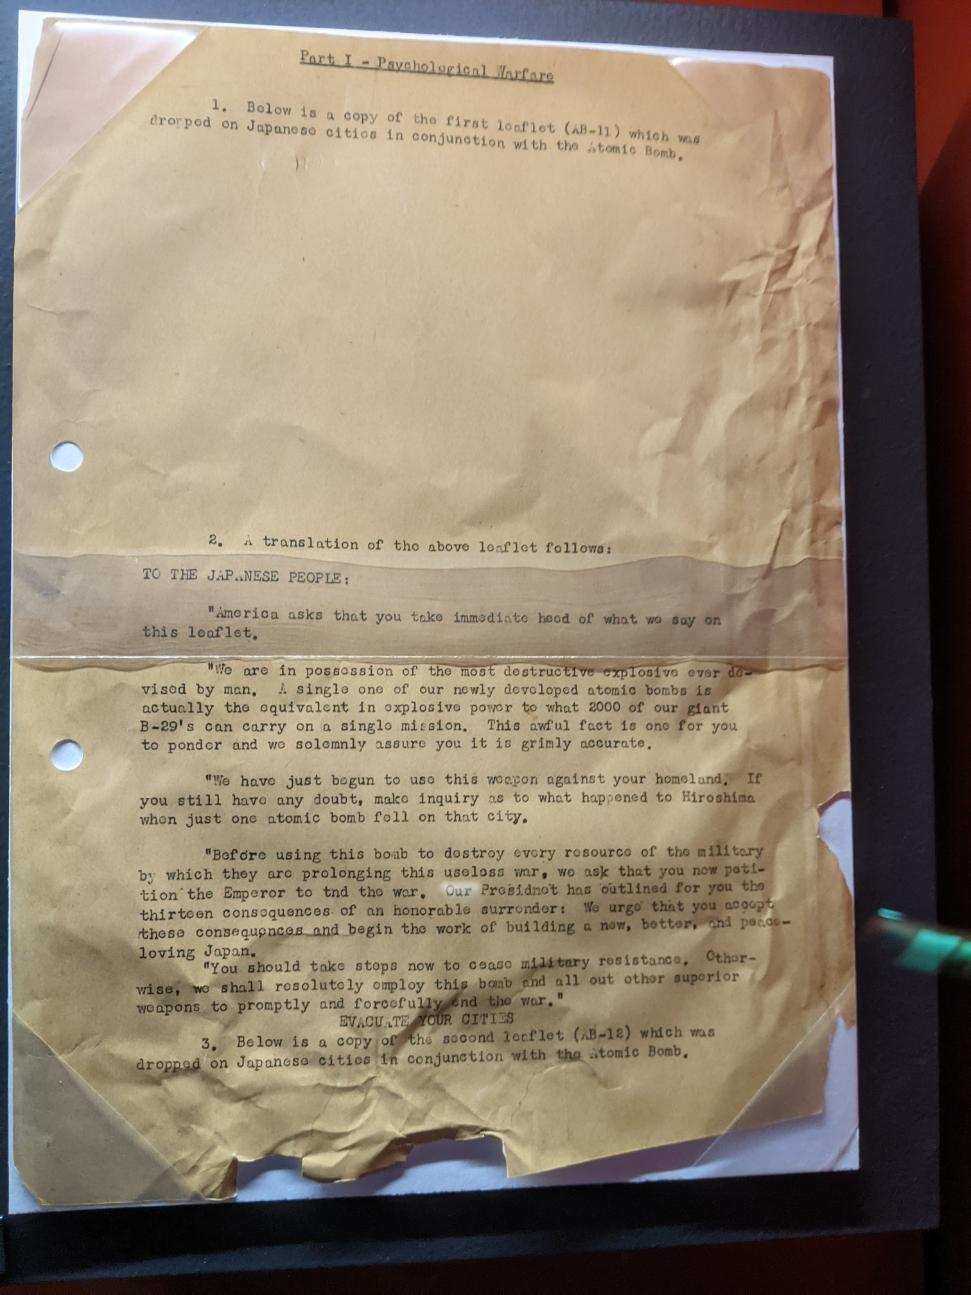 Part I - Psychological Warfare
1. Below is a copy of the first leaflet (AB-11) which was
dropped on Japanese cities in conjunction with the Atomic Bomb.
2. A translation of the above leaflet follows:
TO THE JAPANESE PEOPLE:
"America asks that you take immediate heed of what we say on
this leaflet.
"We are in possession of the most destructive explosive ever de-
vised by man. A single one of our newly developed atomic bombs is
actually the equivalent in explosive power to what 2000 of our giant
B-29's can carry on a single mission. This awful fact is one for you
to ponder and we solemnly assure you it is grimly accurate.
"We have just begun to use this weapon against your homeland. If
you still have any doubt, make inquiry as to what happened to Hiroshima
when just one atomic bomb fell on that city.
"Before using this bomb to destroy every resource of the military
by which they are prolonging this useless war, we ask that you now peti-
tion the Emperor to tnd the war. Our Presidnet has outlined for you the
thirteen consequences of an honorable surrender: We urge that you accept
these consequences and begin the work of building a new, better, and peace-
loving Japan.
"You should take steps now to cease military resistance. Other-
wise, we shall resolutely employ this bomb and all out other superior
weapons to promptly and forcefully end the war."
EVACUATE YOUR CITIES
3. Below is a copy of the second leaflet (AB-12) which was
dropped on Japanese cities in conjunction with the Atomic Bomb.